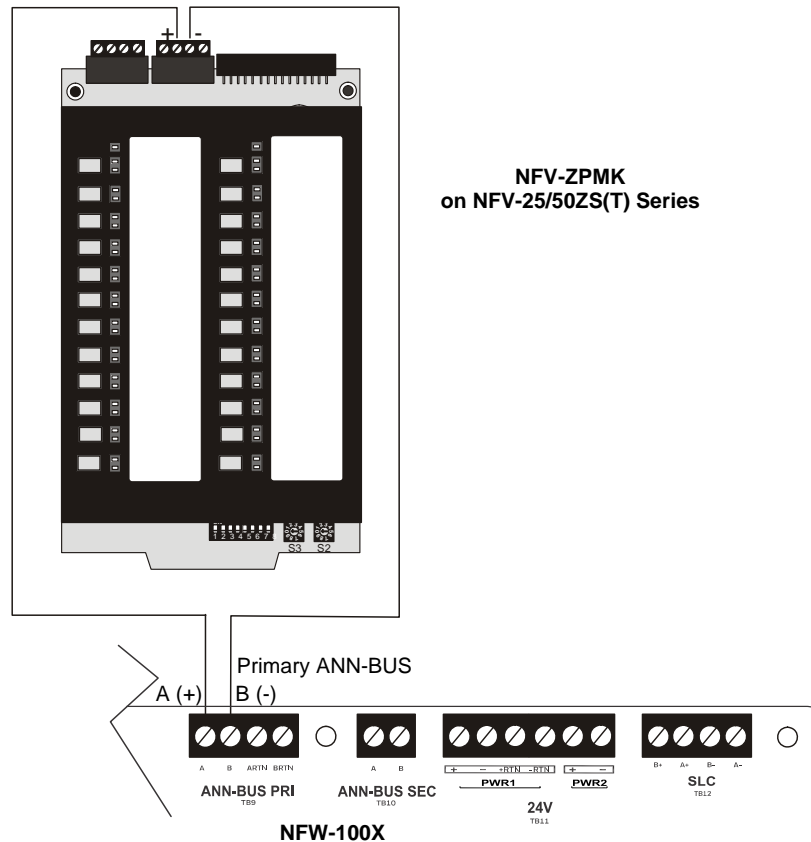 + -
NFV-ZPMK
on NFV-25/50ZS(T) Series
1 2 3 4 5 6 7
S3 S2
Primary ANN-BUS
A (+) B (-)
A B ARTN BRTN
ANN-BUS PRI
TB9
A B
ANN-BUS SEC
TB10
+ - +RTN -RTN + -
PWR1 PWR2
24V
TB11
B+ A+ B- A-
SLC
TB12
NFW-100X